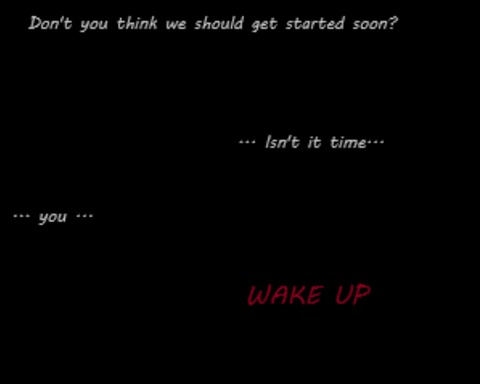 Don't you think we should get started soon?
… Isn't it time…
… you …
WAKE UP